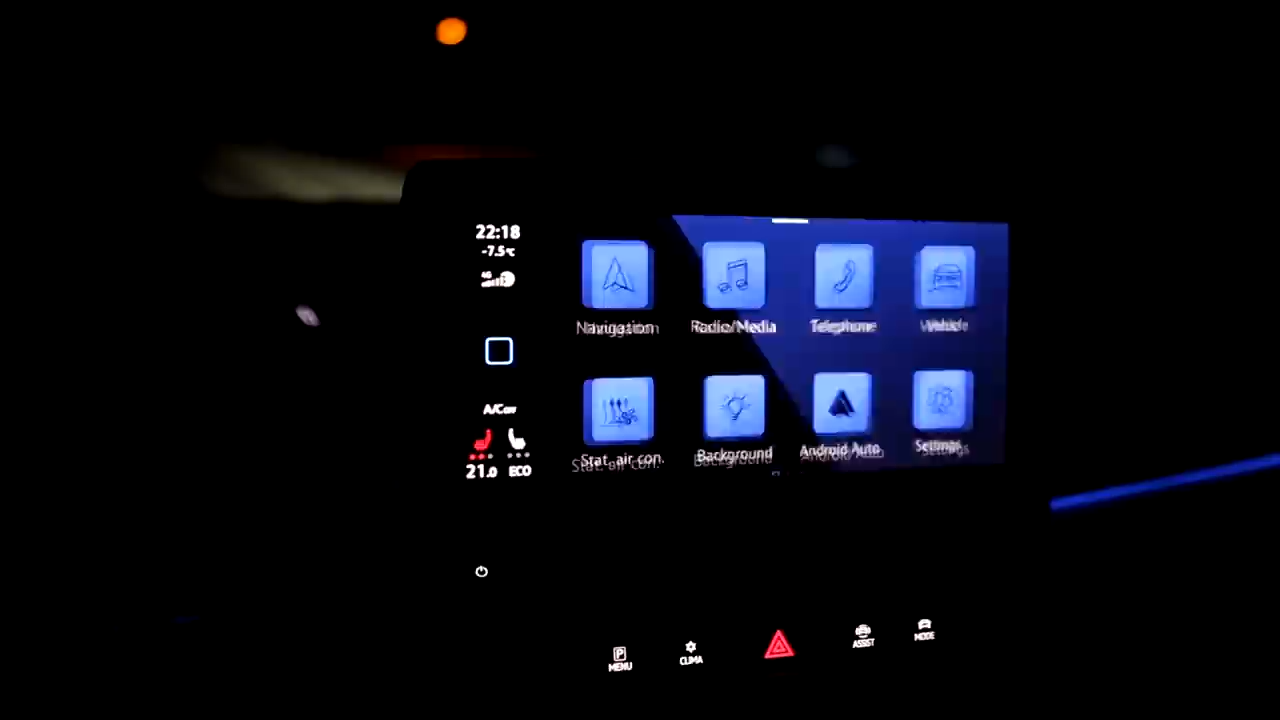 22:18
-7.5°C
4G
Navigation
Radio/Media
Telephone
Vehicle
A/C
21.0
ECO
Stat. air con.
Background
Android Auto
Settings
P
MENU
CLIMA
ASSIST
MODE